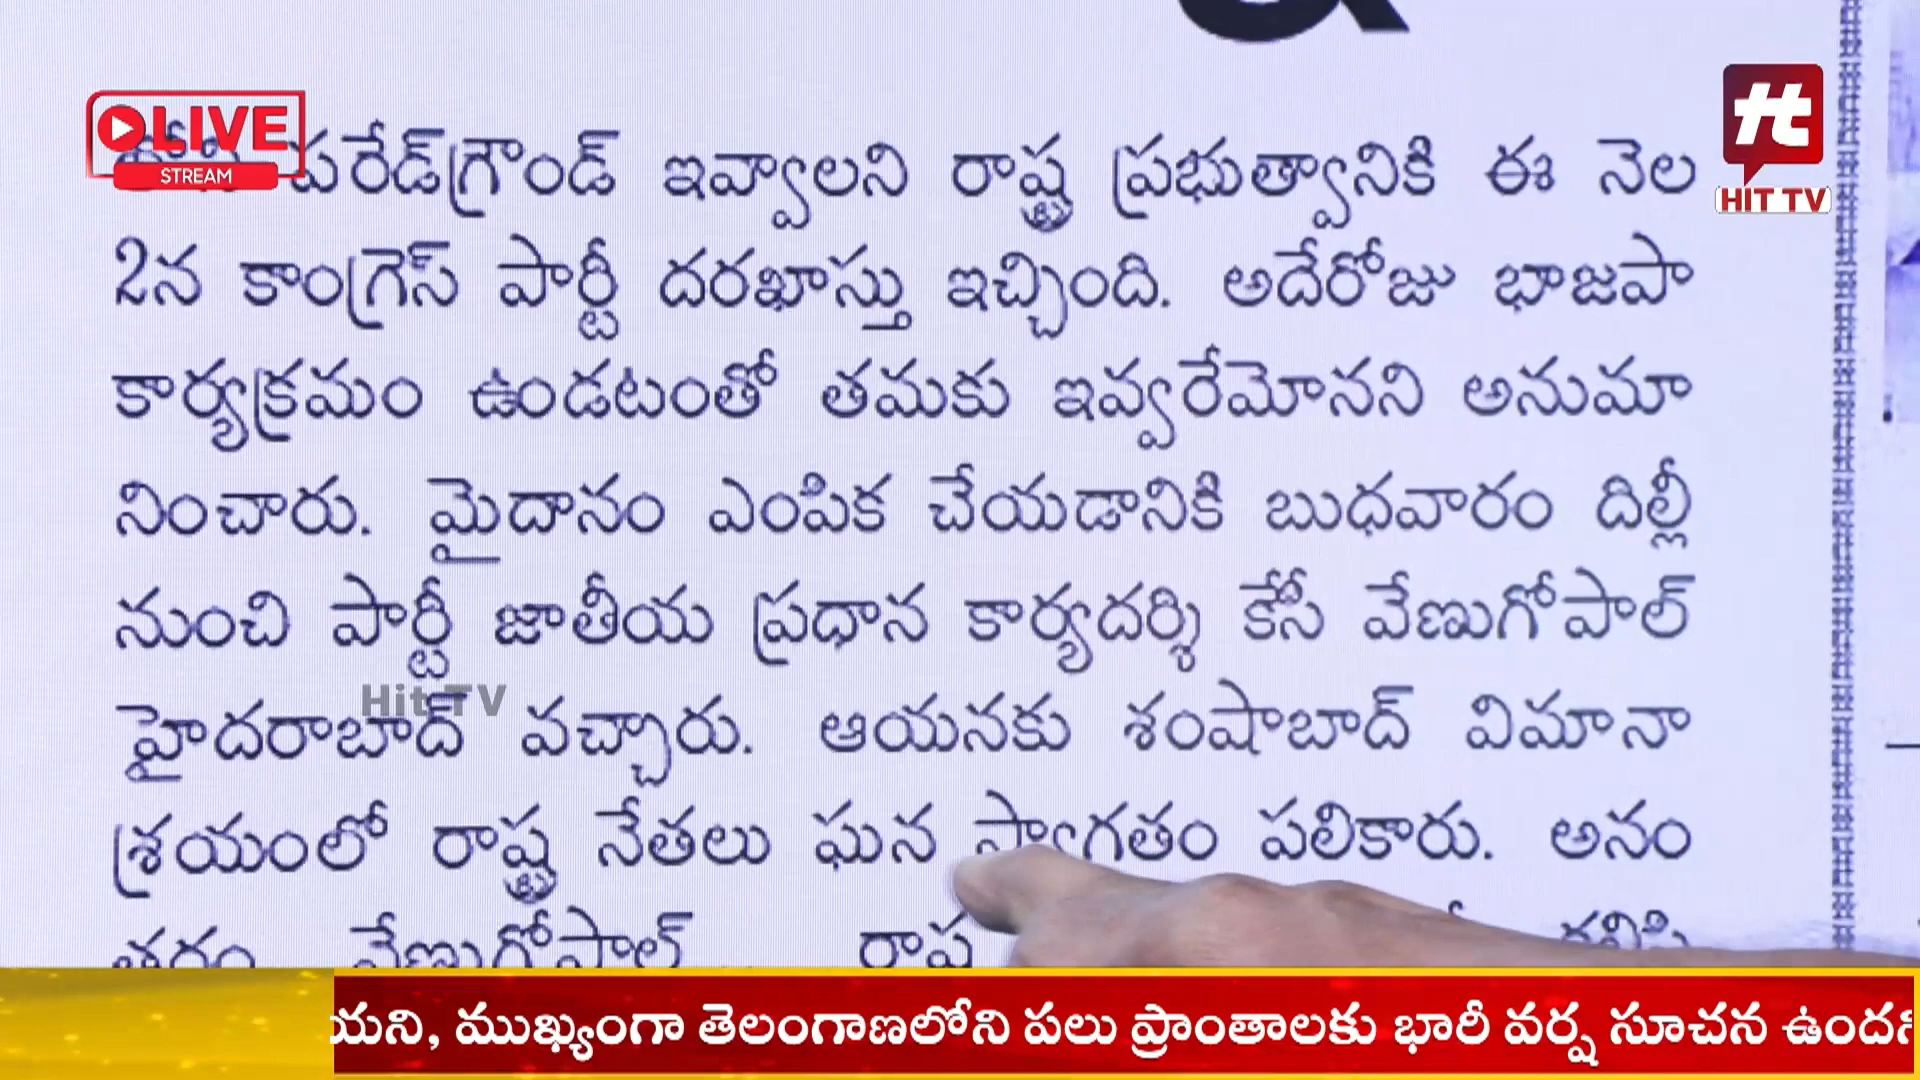 LIVE
STREAM
HIT TV
పరేడ్‌గ్రౌండ్ ఇవ్వాలని రాష్ట్ర ప్రభుత్వానికి ఈ నెల
2న కాంగ్రెస్ పార్టీ దరఖాస్తు ఇచ్చింది. అదేరోజు భాజపా
కార్యక్రమం ఉండటంతో తమకు ఇవ్వరేమోనని అనుమా
నించారు. మైదానం ఎంపిక చేయడానికి బుధవారం దిల్లీ
నుంచి పార్టీ జాతీయ ప్రధాన కార్యదర్శి కేసీ వేణుగోపాల్
హైదరాబాద్ వచ్చారు. ఆయనకు శంషాబాద్ విమానా
Hit TV
శ్రయంలో రాష్ట్ర నేతలు ఘన స్వాగతం పలికారు. అనం
తరం వేణుగోపాల్
యని, ముఖ్యంగా తెలంగాణలోని పలు ప్రాంతాలకు భారీ వర్ష సూచన